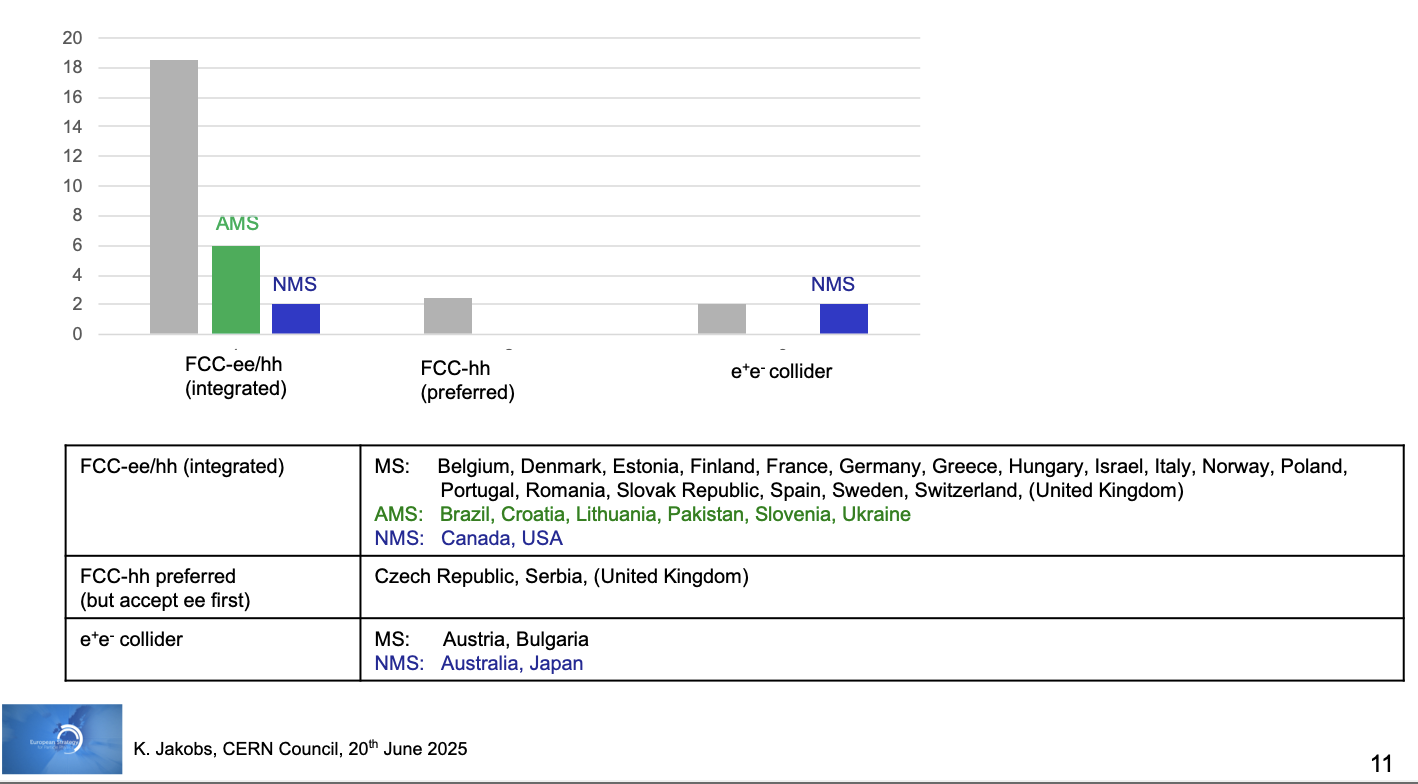 20
18
16
14
12
10
8
6
4
2
0
AMS
NMS
NMS
FCC-ee/hh
(integrated)
FCC-hh
(preferred)
e⁺e⁻ collider
FCC-ee/hh (integrated)
MS: Belgium, Denmark, Estonia, Finland, France, Germany, Greece, Hungary, Israel, Italy, Norway, Poland,
Portugal, Romania, Slovak Republic, Spain, Sweden, Switzerland, (United Kingdom)
AMS: Brazil, Croatia, Lithuania, Pakistan, Slovenia, Ukraine
NMS: Canada, USA
FCC-hh preferred
(but accept ee first)
Czech Republic, Serbia, (United Kingdom)
e⁺e⁻ collider
MS: Austria, Bulgaria
NMS: Australia, Japan
European Strategy
K. Jakobs, CERN Council, 20th June 2025
11